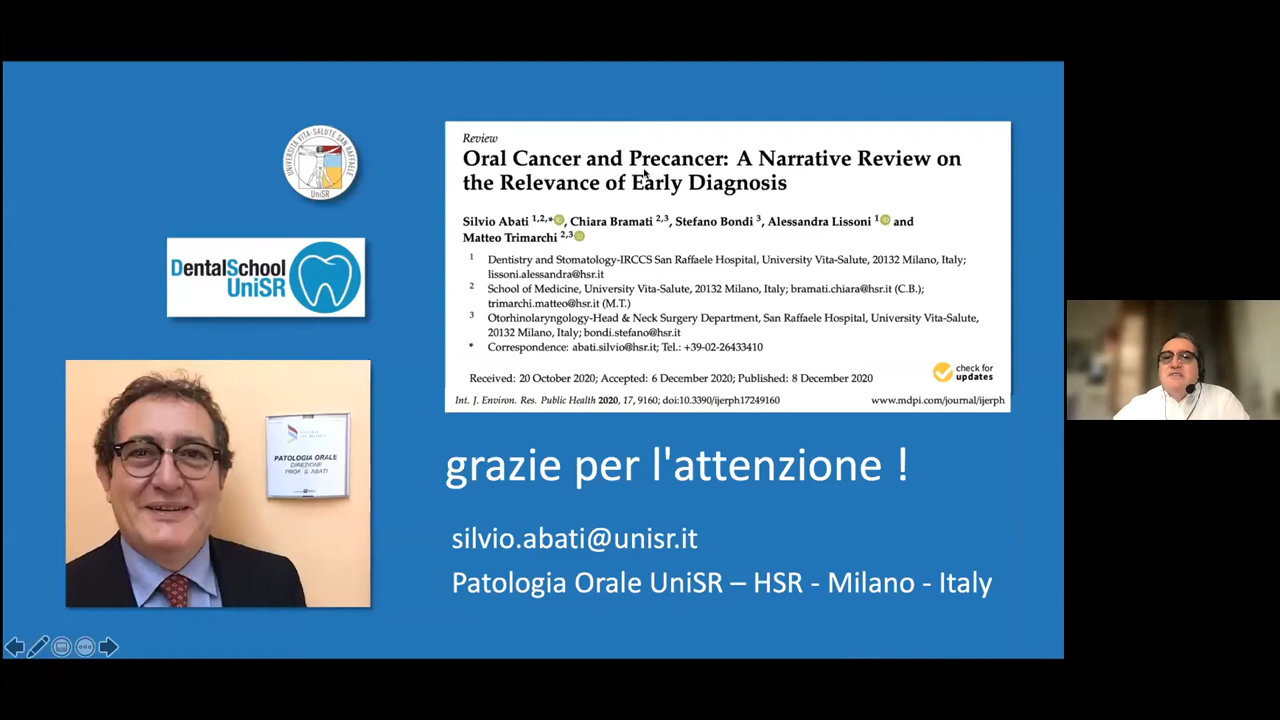 UNIVERSITÀ VITA-SALUTE SAN RAFFAELE
UniSR
DentalSchool
UniSR
PATOLOGIA ORALE
DIREZIONE
PROF. S. ABATI
Review
Oral Cancer and Precancer: A Narrative Review on
the Relevance of Early Diagnosis
Silvio Abati 1,2,*, Chiara Bramati 2,3, Stefano Bondi 3, Alessandra Lissoni 1 and
Matteo Trimarchi 2,3
1 Dentistry and Stomatology-IRCCS San Raffaele Hospital, University Vita-Salute, 20132 Milano, Italy;
lissoni.alessandra@hsr.it
2 School of Medicine, University Vita-Salute, 20132 Milano, Italy; bramati.chiara@hsr.it (C.B.);
trimarchi.matteo@hsr.it (M.T.)
3 Otorhinolaryngology-Head & Neck Surgery Department, San Raffaele Hospital, University Vita-Salute,
20132 Milano, Italy; bondi.stefano@hsr.it
* Correspondence: abati.silvio@hsr.it; Tel.: +39-02-26433410
Received: 20 October 2020; Accepted: 6 December 2020; Published: 8 December 2020
check for
updates
Int. J. Environ. Res. Public Health 2020, 17, 9160; doi:10.3390/ijerph17249160
www.mdpi.com/journal/ijerph
grazie per l'attenzione !
silvio.abati@unisr.it
Patologia Orale UniSR – HSR - Milano - Italy